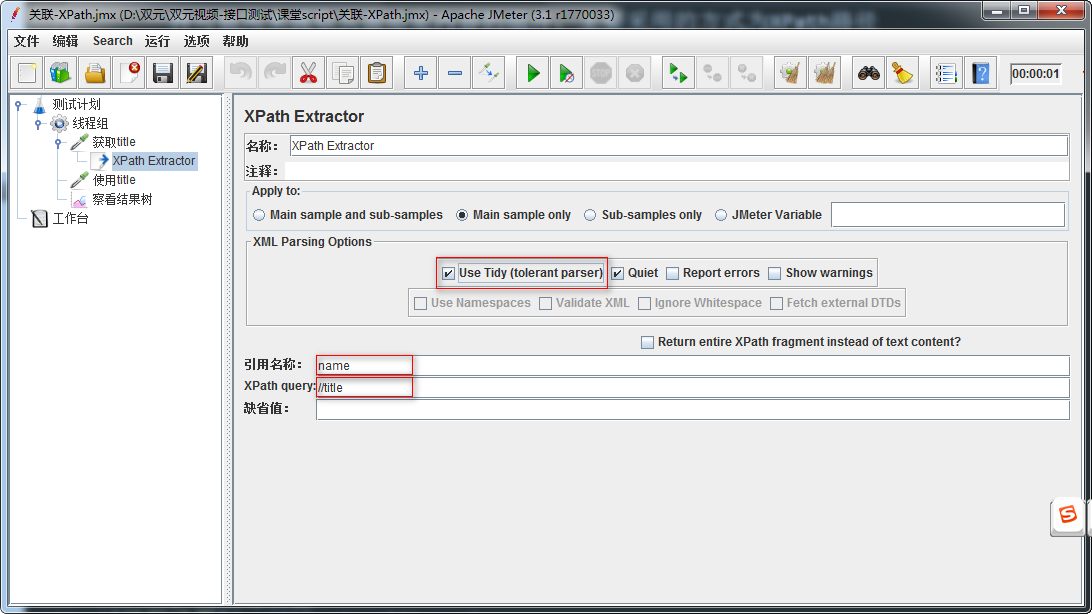 关联-XPath.jmx (D:\双元\双元视频-接口测试\课堂script\关联-XPath.jmx) - Apache JMeter (3.1 r1770033)
文件 编辑 Search 运行 选项 帮助
STOP
00:00:01
测试计划
线程组
获取title
XPath Extractor
使用title
察看结果树
工作台
XPath Extractor
名称： XPath Extractor
注释：
Apply to:
Main sample and sub-samples Main sample only Sub-samples only JMeter Variable
XML Parsing Options
Use Tidy (tolerant parser) Quiet Report errors Show warnings
Use Namespaces Validate XML Ignore Whitespace Fetch external DTDs
Return entire XPath fragment instead of text content?
引用名称： name
XPath query: //title
缺省值：